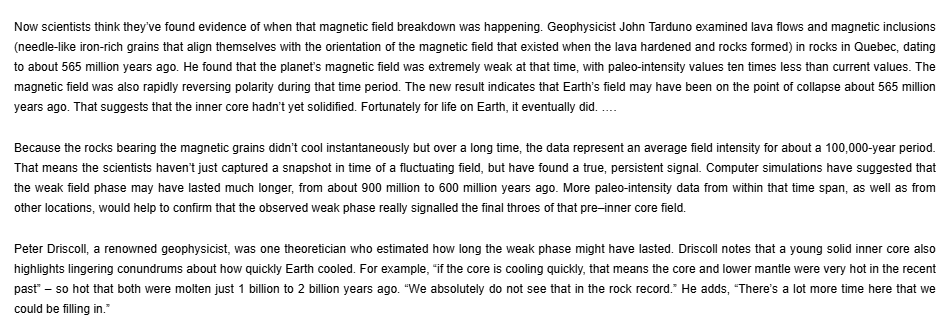 Now scientists think they've found evidence of when that magnetic field breakdown was happening. Geophysicist John Tarduno examined lava flows and magnetic inclusions
(needle-like iron-rich grains that align themselves with the orientation of the magnetic field that existed when the lava hardened and rocks formed) in rocks in Quebec, dating
to about 565 million years ago. He found that the planet's magnetic field was extremely weak at that time, with paleo-intensity values ten times less than current values. The
magnetic field was also rapidly reversing polarity during that time period. The new result indicates that Earth's field may have been on the point of collapse about 565 million
years ago. That suggests that the inner core hadn't yet solidified. Fortunately for life on Earth, it eventually did. ....
Because the rocks bearing the magnetic grains didn't cool instantaneously but over a long time, the data represent an average field intensity for about a 100,000-year period.
That means the scientists haven't just captured a snapshot in time of a fluctuating field, but have found a true, persistent signal. Computer simulations have suggested that
the weak field phase may have lasted much longer, from about 900 million to 600 million years ago. More paleo-intensity data from within that time span, as well as from
other locations, would help to confirm that the observed weak phase really signalled the final throes of that pre–inner core field.
Peter Driscoll, a renowned geophysicist, was one theoretician who estimated how long the weak phase might have lasted. Driscoll notes that a young solid inner core also
highlights lingering conundrums about how quickly Earth cooled. For example, "if the core is cooling quickly, that means the core and lower mantle were very hot in the recent
past" – so hot that both were molten just 1 billion to 2 billion years ago. "We absolutely do not see that in the rock record." He adds, "There's a lot more time here that we
could be filling in."